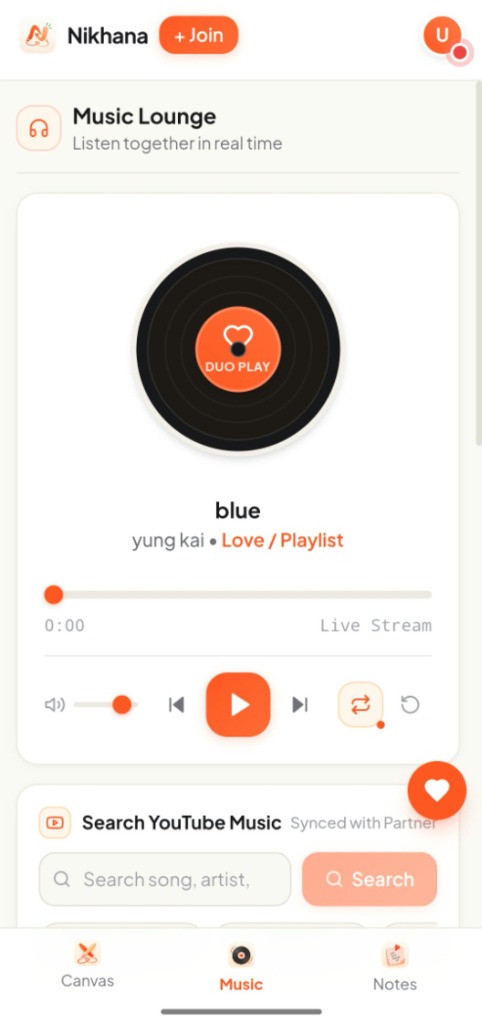 Nikhana
+ Join
U
Music Lounge
Listen together in real time
DUO PLAY
blue
yung kai • Love / Playlist
0:00
Live Stream
Search YouTube Music
Synced with Partner
Search song, artist,
Search
Canvas
Music
Notes